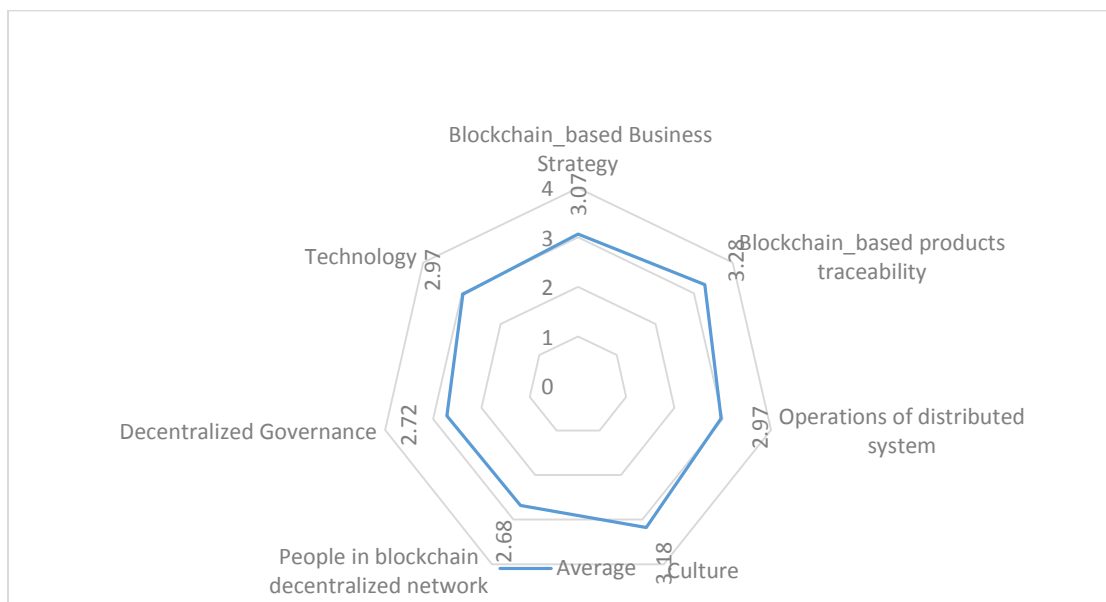 Blockchain_based Business
Strategy
4
3.07
Blockchain_based products
traceability
3.28
Technology
2.97
3
2
1
0
Operations of distributed
system
2.97
Decentralized Governance
2.72
People in blockchain
decentralized network
2.68
Average
3.18
Culture